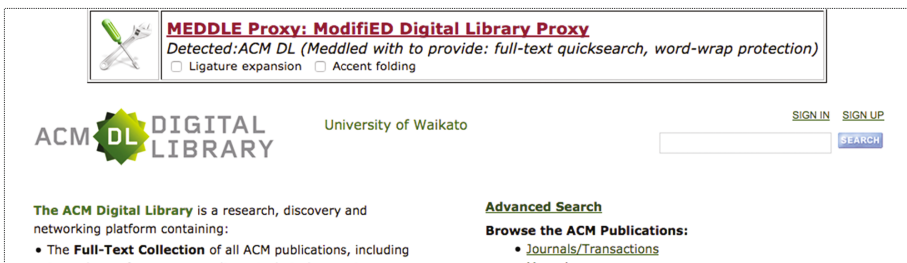 MEDDLE Proxy: ModifiED Digital Library Proxy
Detected:ACM DL (Meddled with to provide: full-text quicksearch, word-wrap protection)
Ligature expansion Accent folding
SIGN IN SIGN UP
ACM DL DIGITAL LIBRARY
University of Waikato
SEARCH
The ACM Digital Library is a research, discovery and
networking platform containing:
• The Full-Text Collection of all ACM publications, including
Advanced Search
Browse the ACM Publications:
• Journals/Transactions